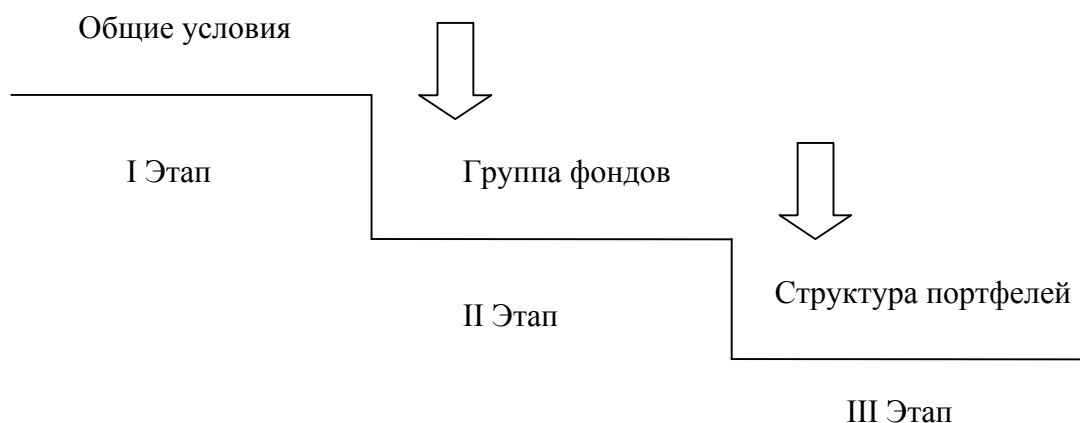 Общие условия
I Этап
Группа фондов
II Этап
Структура портфелей
III Этап